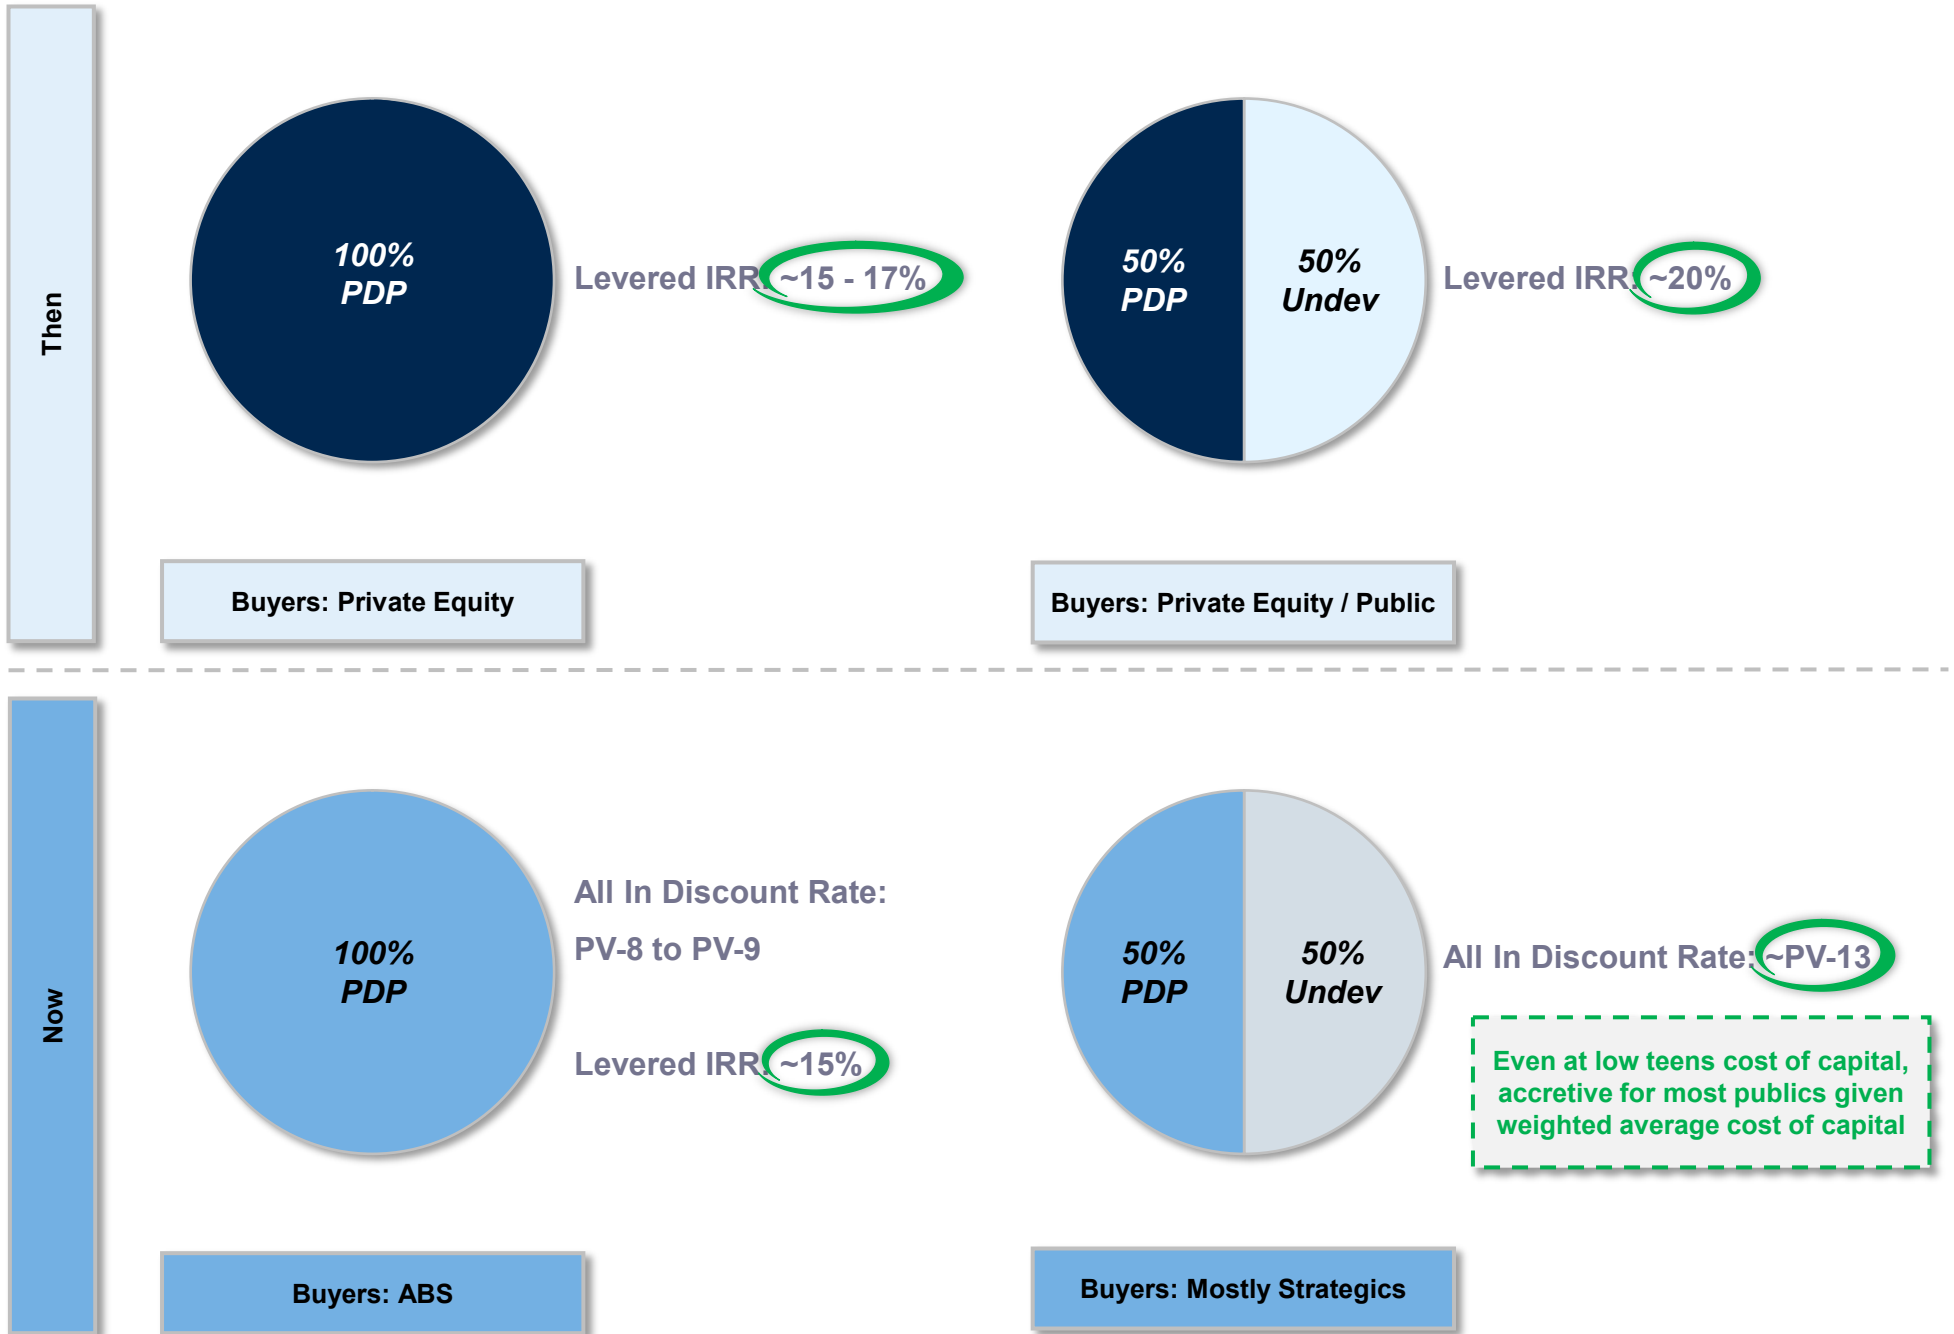 Then
100%
PDP
Levered IRR: ~15 - 17%
50%
PDP
50%
Undev
Levered IRR: ~20%
Buyers: Private Equity
Buyers: Private Equity / Public
Now
100%
PDP
All In Discount Rate:
PV-8 to PV-9
Levered IRR: ~15%
50%
PDP
50%
Undev
All In Discount Rate: ~PV-13
Even at low teens cost of capital,
accretive for most publics given
weighted average cost of capital
Buyers: ABS
Buyers: Mostly Strategics